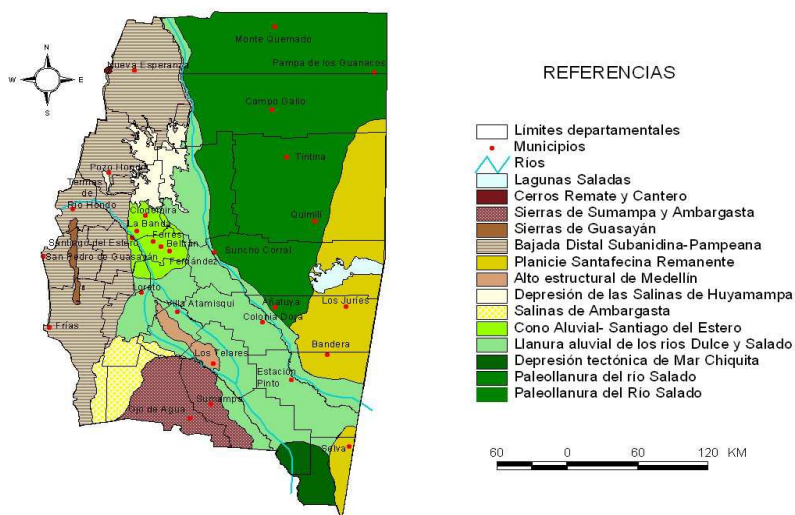 Monte Quemado
N
REFERENCIAS
Nueva Esperanza
Pampa de los Guanacos
W
E
S
Campo Gallo
Límites departamentales
Municipios
Tintina
Ríos
Pozo Hondo
Lagunas Saladas
Termas de
Río Hondo
Cerros Remate y Cantero
Clodomira
Quimilí
Sierras de Sumampa y Ambargasta
La Banda
Sierras de Guasayán
Forres
Santiago del Estero
Beltrán
Suncho Corral
Bajada Distal Subanidina-Pampeana
San Pedro de Guasayán
Fernández
Planicie Santafecina Remanente
Loreto
Alto estructural de Medellín
Villa Atamisqui
Añatuya
Los Juríes
Depresión de las Salinas de Huyamampa
Frías
Colonia Dora
Salinas de Ambargasta
Cono Aluvial- Santiago del Estero
Bandera
Llanura aluvial de los rios Dulce y Salado
Los Telares
Depresión tectónica de Mar Chiquita
Estación
Pinto
Paleollanura del río Salado
Sumampa
Paleollanura del Río Salado
Ojo de Agua
Selva
60 0 60 120 KM